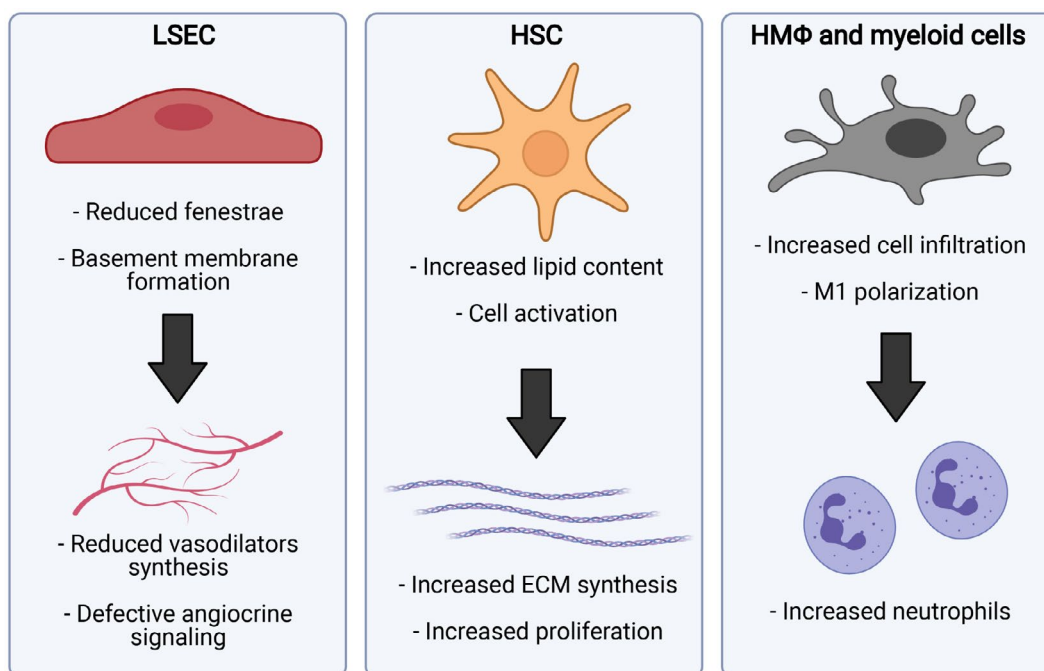 LSEC
- Reduced fenestrae
- Basement membrane
formation
- Reduced vasodilators
synthesis
- Defective angiocrine
signaling
HSC
- Increased lipid content
- Cell activation
- Increased ECM synthesis
- Increased proliferation
HMΦ and myeloid cells
- Increased cell infiltration
- M1 polarization
- Increased neutrophils